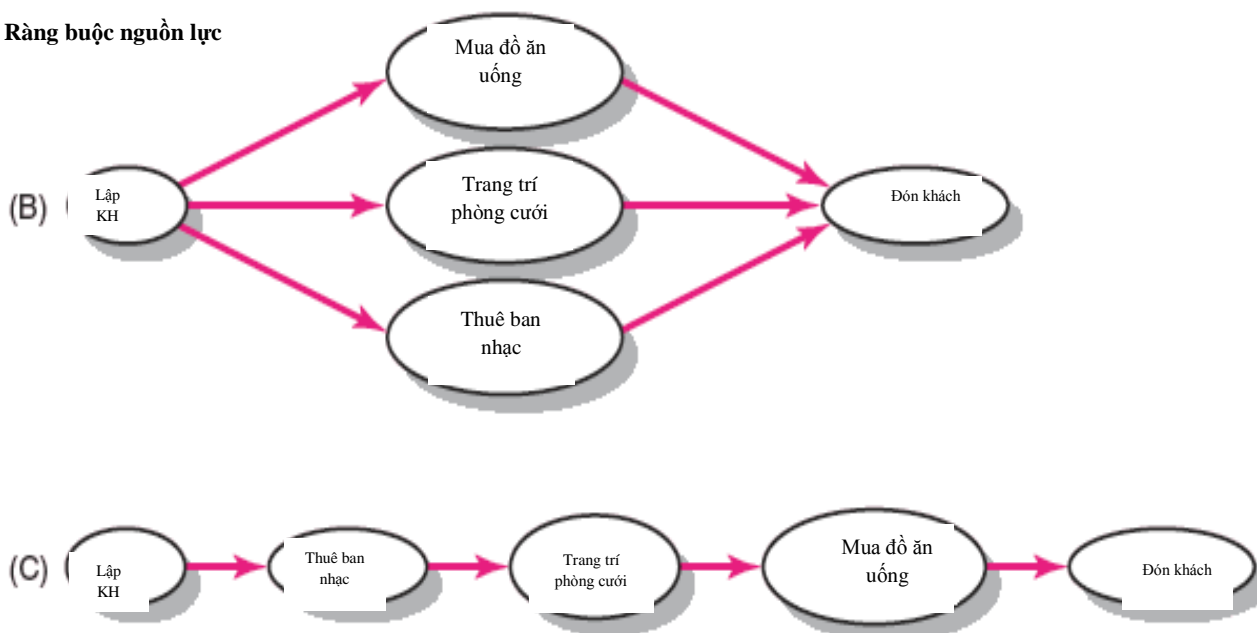 Ràng buộc nguồn lực
Mua đồ ăn
uống
(B)
Lập
KH
Trang trí
phòng cưới
Đón khách
Thuê ban
nhạc
(C)
Lập
KH
Thuê ban
nhạc
Trang trí
phòng cưới
Mua đồ ăn
uống
Đón khách